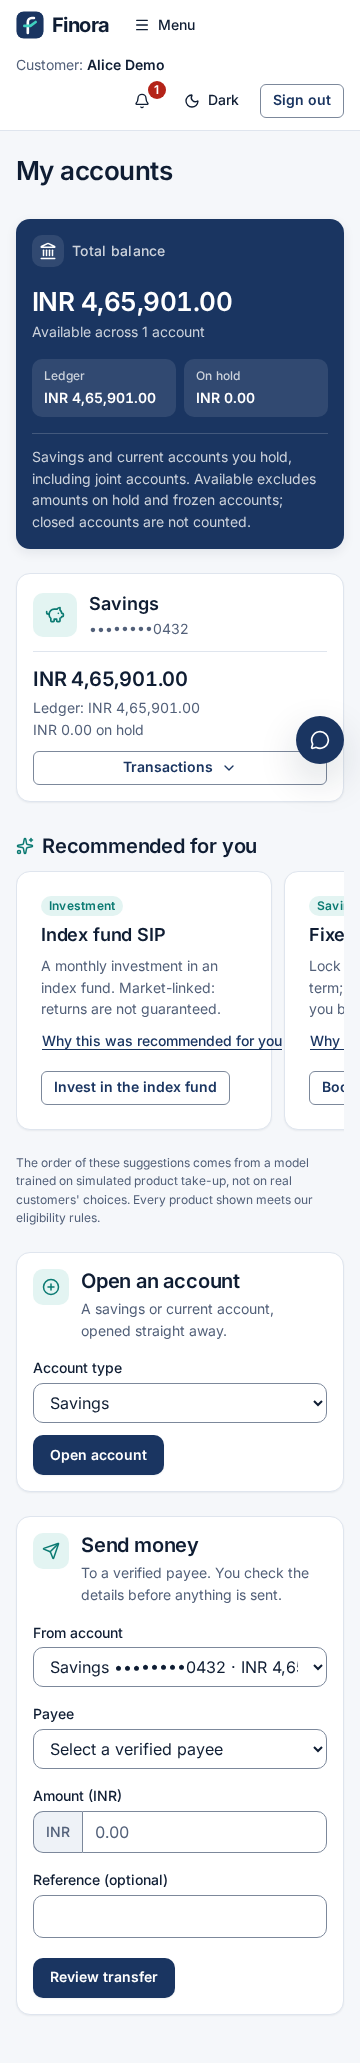 Finora
Menu
Customer: Alice Demo
1
Dark
Sign out
My accounts
Total balance
INR 4,65,901.00
Available across 1 account
Ledger
INR 4,65,901.00
On hold
INR 0.00
Savings and current accounts you hold,
including joint accounts. Available excludes
amounts on hold and frozen accounts;
closed accounts are not counted.
Savings
••••••••0432
INR 4,65,901.00
Ledger: INR 4,65,901.00
INR 0.00 on hold
Transactions
Recommended for you
Investment
Index fund SIP
A monthly investment in an
index fund. Market-linked:
returns are not guaranteed.
Why this was recommended for you
Invest in the index fund
Fixe
Lock
term;
you b
Why
The order of these suggestions comes from a model
trained on simulated product take-up, not on real
customers' choices. Every product shown meets our
eligibility rules.
Open an account
A savings or current account,
opened straight away.
Account type
Savings
Open account
Send money
To a verified payee. You check the
details before anything is sent.
From account
Savings ••••••••0432 · INR 4,6
Payee
Select a verified payee
Amount (INR)
INR
0.00
Reference (optional)
Review transfer